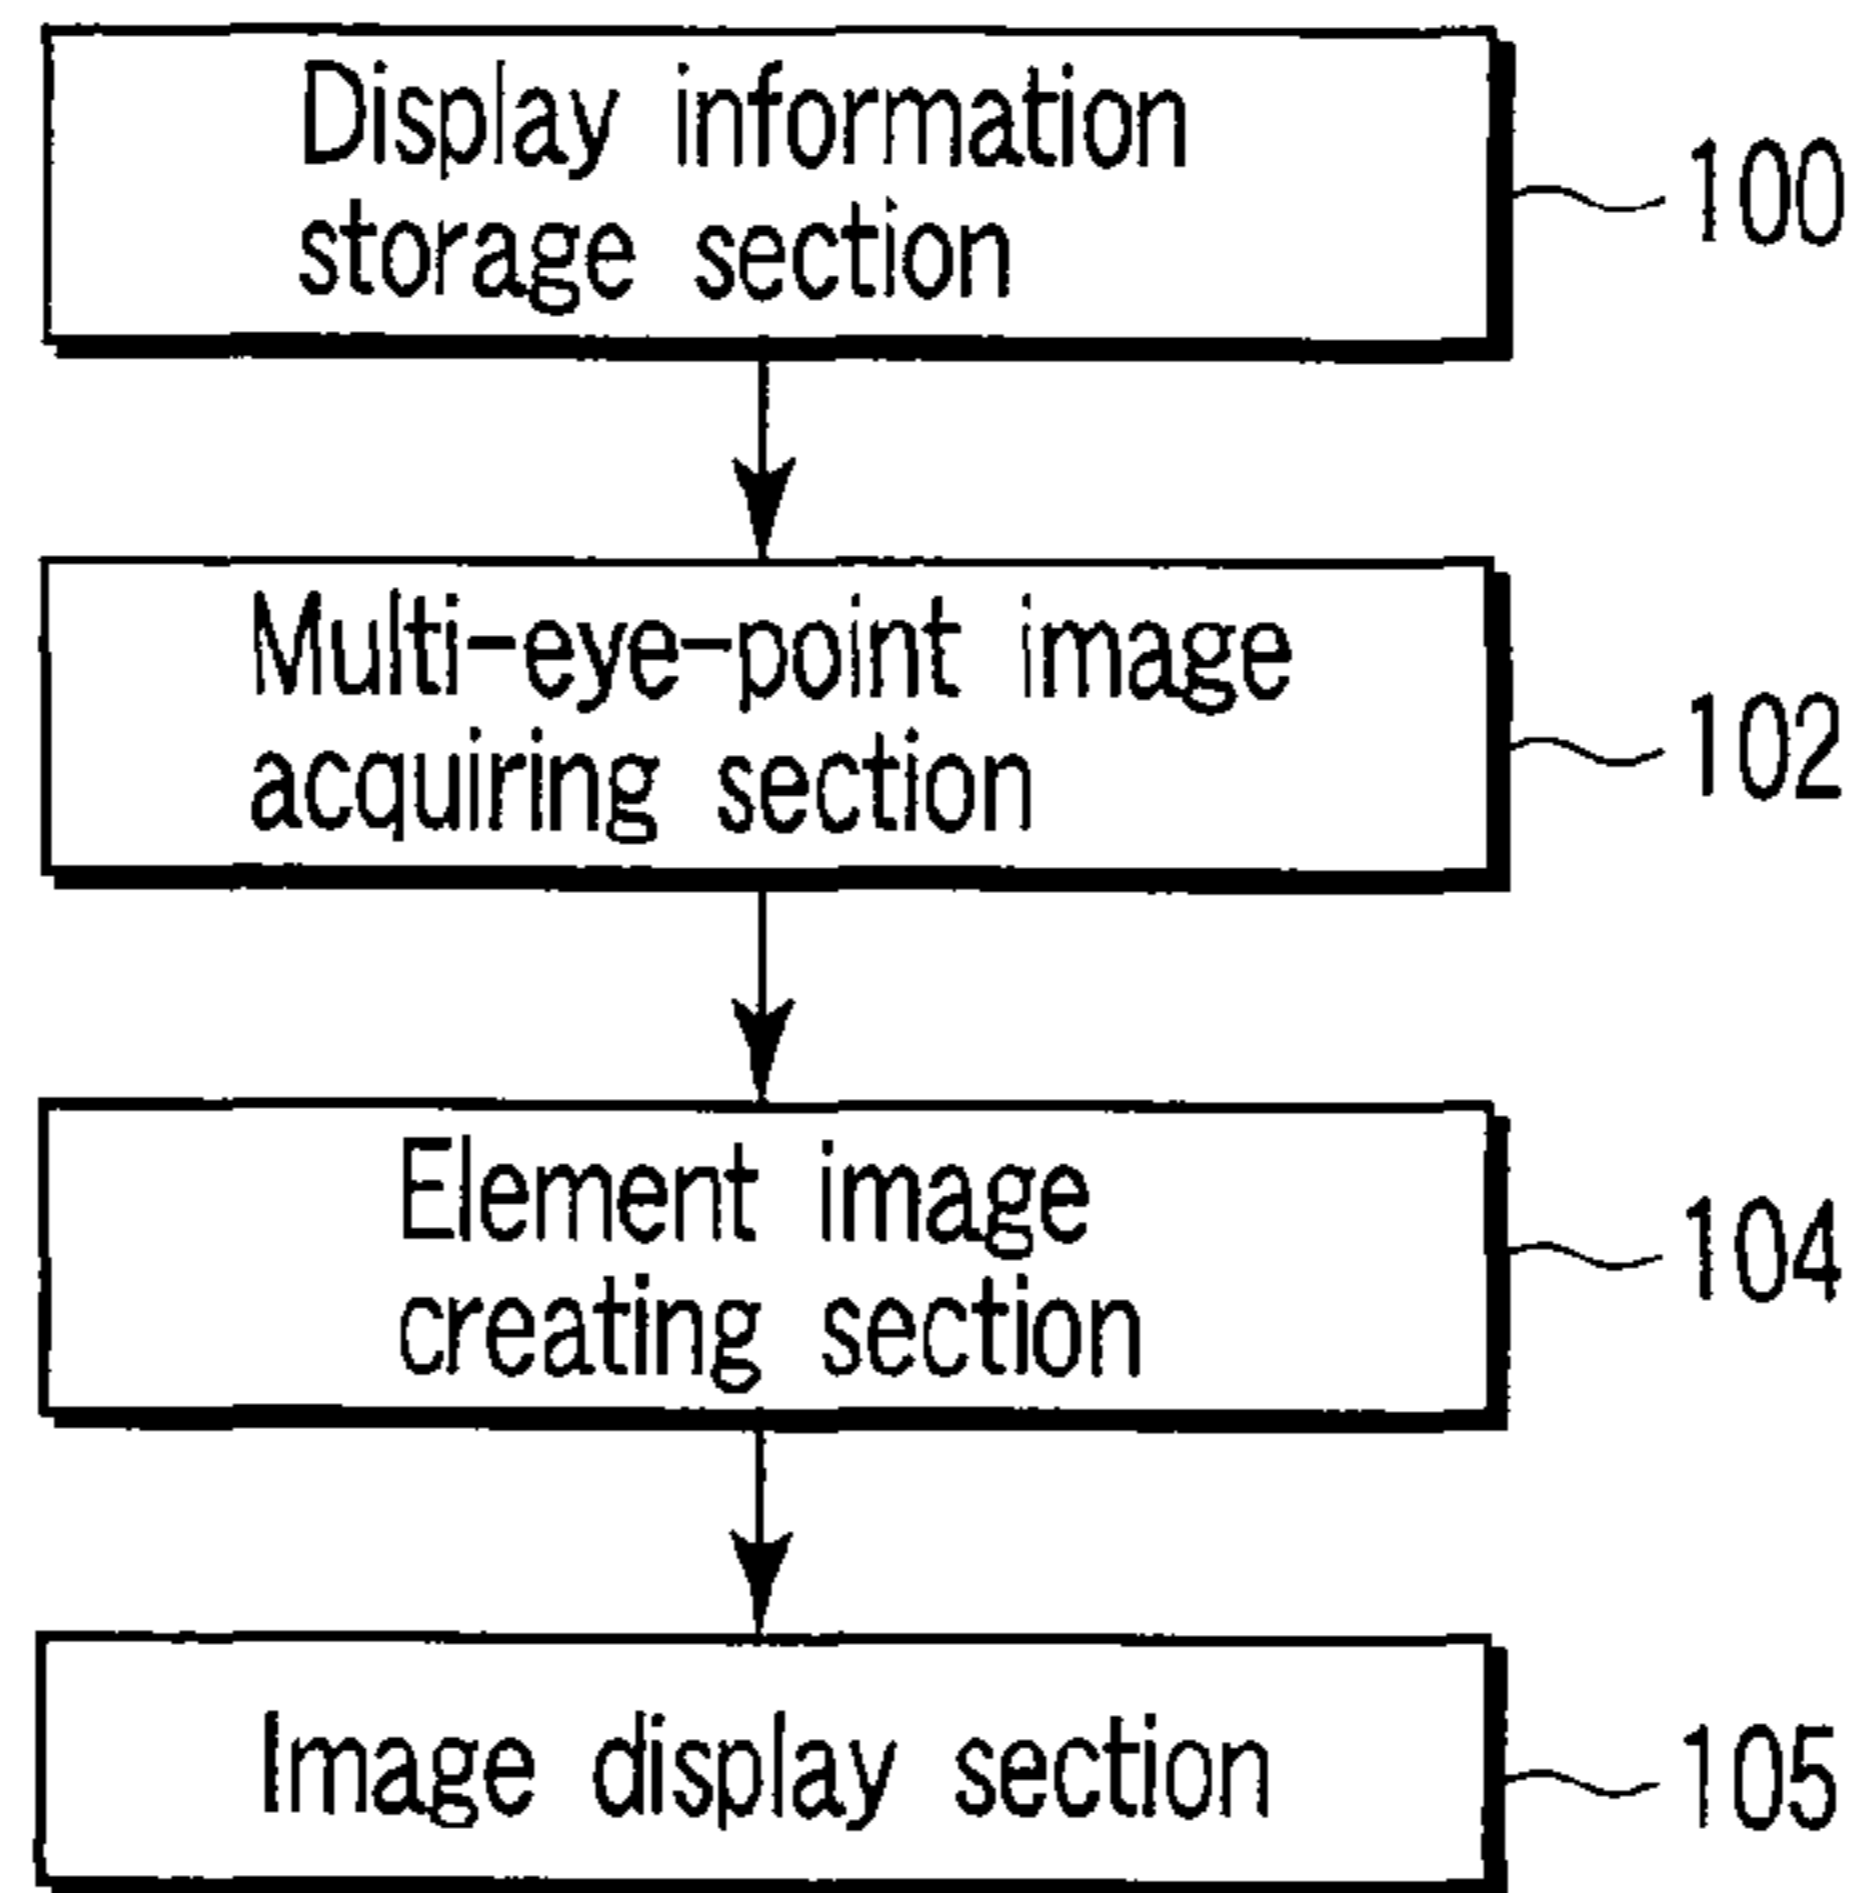 Display information
storage section
100
Multi-eye-point image
acquiring section
102
Element image
creating section
104
Image display section
105